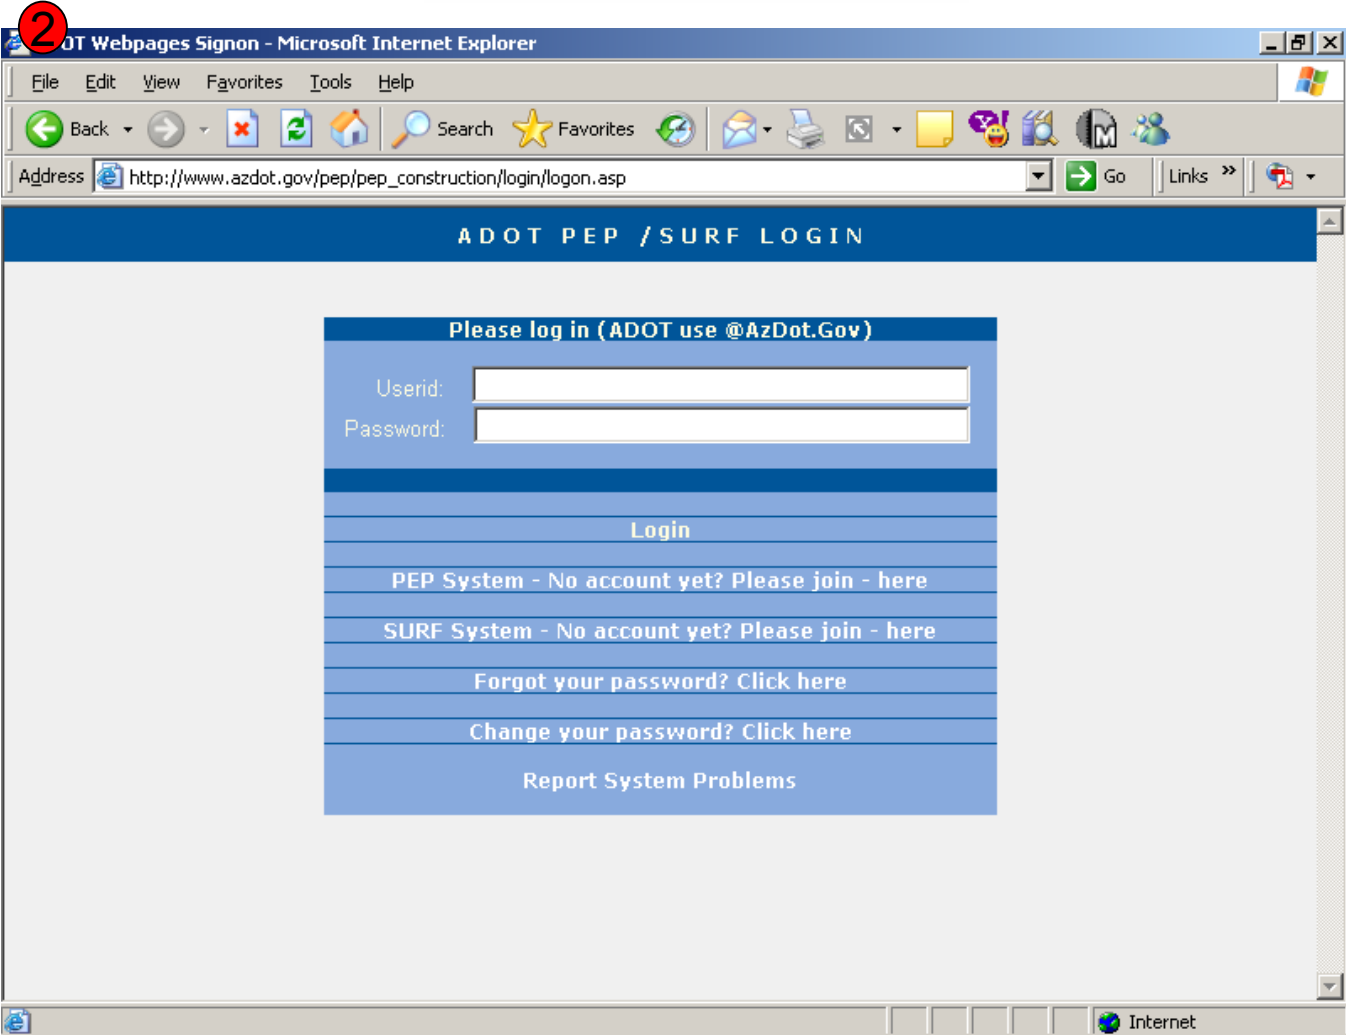 2
OT Webpages Signon - Microsoft Internet Explorer
File Edit View Favorites Tools Help
Back Search Favorites
Address http://www.azdot.gov/pep/pep_construction/login/logon.asp Go Links »
ADOT PEP /SURF LOGIN
Please log in (ADOT use @AzDot.Gov)
Userid:
Password:
Login
PEP System - No account yet? Please join - here
SURF System - No account yet? Please join - here
Forgot your password? Click here
Change your password? Click here
Report System Problems
Internet